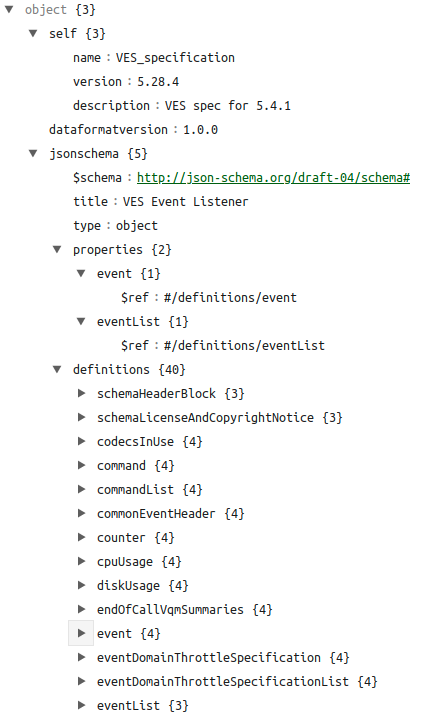 object {3}
self {3}
name : VES_specification
version : 5.28.4
description : VES spec for 5.4.1
dataformatversion : 1.0.0
jsonschema {5}
$schema : http://json-schema.org/draft-04/schema#
title : VES Event Listener
type : object
properties {2}
event {1}
$ref : #/definitions/event
eventList {1}
$ref : #/definitions/eventList
definitions {40}
schemaHeaderBlock {3}
schemaLicenseAndCopyrightNotice {3}
codecsInUse {4}
command {4}
commandList {4}
commonEventHeader {4}
counter {4}
cpuUsage {4}
diskUsage {4}
endOfCallVqmSummaries {4}
event {4}
eventDomainThrottleSpecification {4}
eventDomainThrottleSpecificationList {4}
eventList {3}